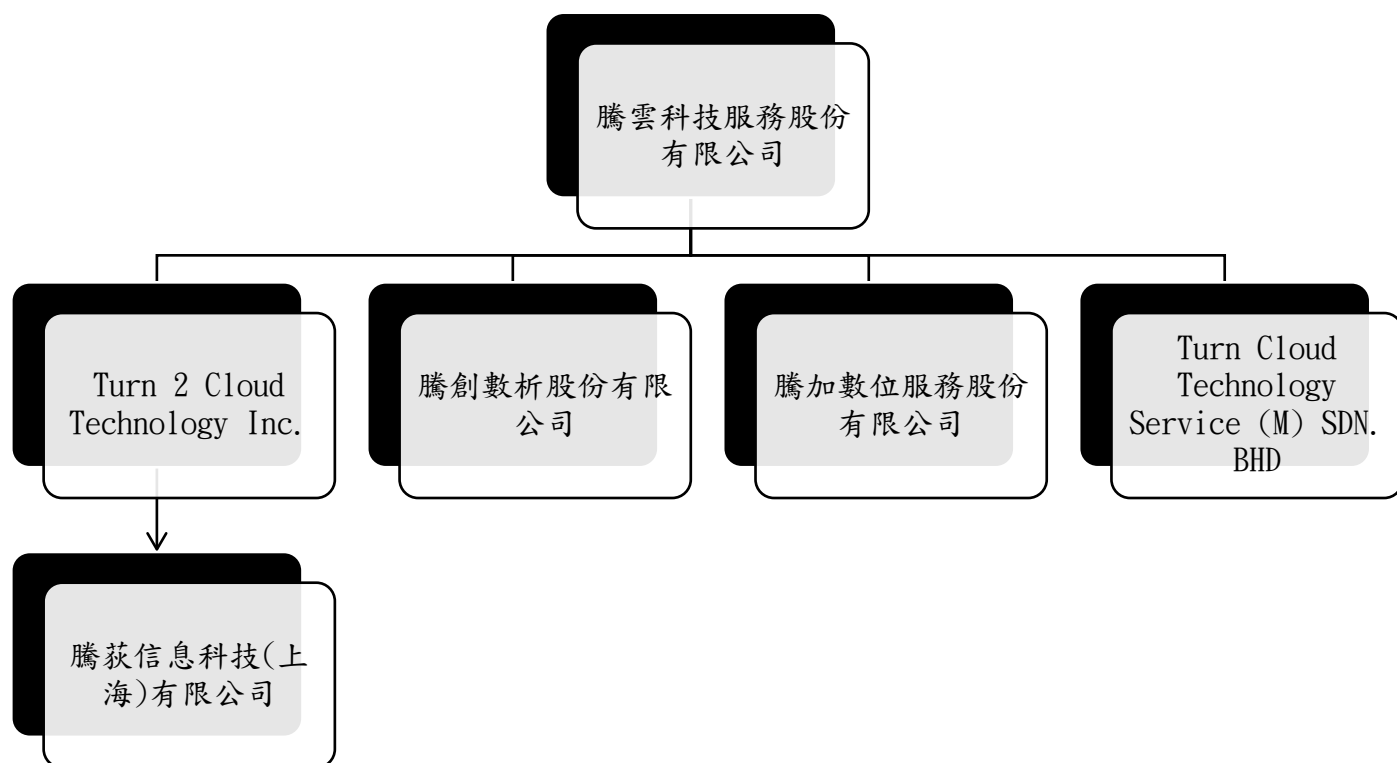 騰雲科技服務股份
有限公司
Turn 2 Cloud
Technology Inc.
騰創數析股份有限
公司
騰加數位服務股份
有限公司
Turn Cloud
Technology
Service (M) SDN.
BHD
騰荻信息科技(上
海)有限公司